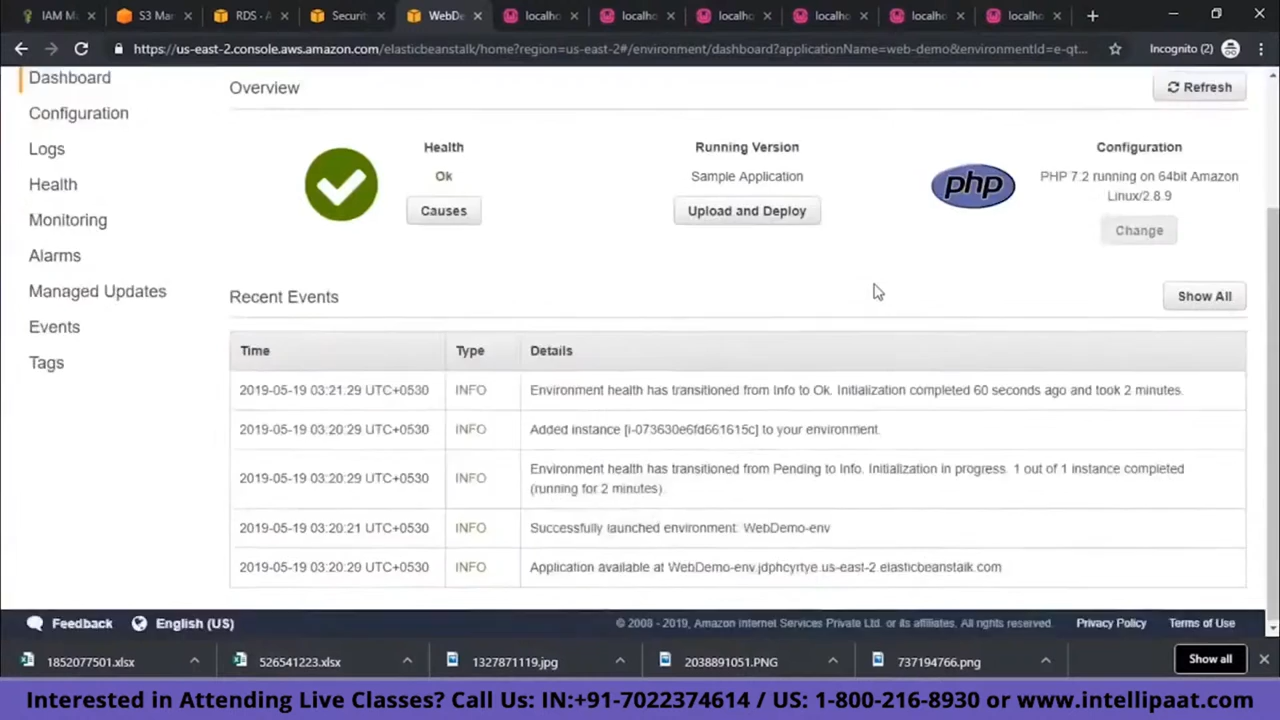 IAM M
S3 Mar
RDS - A
Securit
WebDe
localho
localho
localho
localho
localho
localho
https://us-east-2.console.aws.amazon.com/elasticbeanstalk/home?region=us-east-2#/environment/dashboard?applicationName=web-demo&environmentId=e-qt...
Incognito (2)
Dashboard
Configuration
Logs
Health
Monitoring
Alarms
Managed Updates
Events
Tags
Overview
Refresh
Health
Ok
Causes
Running Version
Sample Application
Upload and Deploy
php
Configuration
PHP 7.2 running on 64bit Amazon
Linux/2.8.9
Change
Recent Events
Show All
Time Type Details
2019-05-19 03:21:29 UTC+0530 INFO Environment health has transitioned from Info to Ok. Initialization completed 60 seconds ago and took 2 minutes.
2019-05-19 03:20:29 UTC+0530 INFO Added instance [i-073630e6fd661615c] to your environment.
2019-05-19 03:20:29 UTC+0530 INFO Environment health has transitioned from Pending to Info. Initialization in progress. 1 out of 1 instance completed
(running for 2 minutes).
2019-05-19 03:20:21 UTC+0530 INFO Successfully launched environment: WebDemo-env
2019-05-19 03:20:20 UTC+0530 INFO Application available at WebDemo-env.jdphcyrtye.us-east-2.elasticbeanstalk.com
Feedback
English (US)
© 2008 - 2019, Amazon Internet Services Private Ltd. or its affiliates. All rights reserved.
Privacy Policy
Terms of Use
1852077501.xlsx
526541223.xlsx
1327871119.jpg
2038891051.PNG
737194766.png
Show all
Interested in Attending Live Classes? Call Us: IN:+91-7022374614 / US: 1-800-216-8930 or www.intellipaat.com